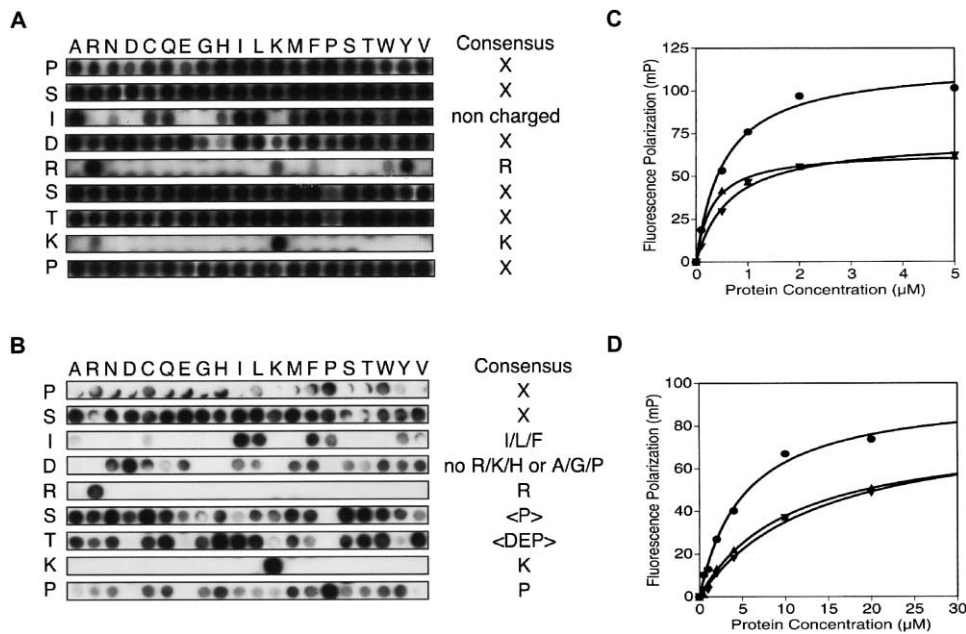 A
A R N D C Q E G H I L K M F P S T W Y V Consensus
P X
S X
I non charged
D X
R R
S X
T X
K K
P X
B
A R N D C Q E G H I L K M F P S T W Y V Consensus
P X
S X
I I/L/F
D no R/K/H or A/G/P
R R
S <P>
T <DEP>
K K
P P
C
Fluorescence Polarization (mP)
125
100
75
50
25
0
0 1 2 3 4 5
Protein Concentration (µM)
D
Fluorescence Polarization (mP)
100
80
60
40
20
0
0 5 10 15 20 25 30
Protein Concentration (µM)